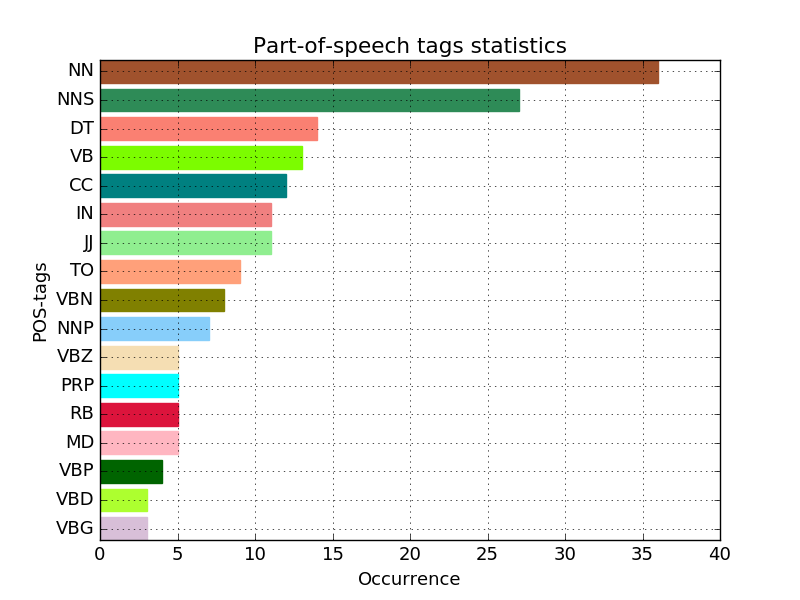 Part-of-speech tags statistics
POS-tags
NN
NNS
DT
VB
CC
IN
JJ
TO
VBN
NNP
VBZ
PRP
RB
MD
VBP
VBD
VBG
0 5 10 15 20 25 30 35 40
Occurrence